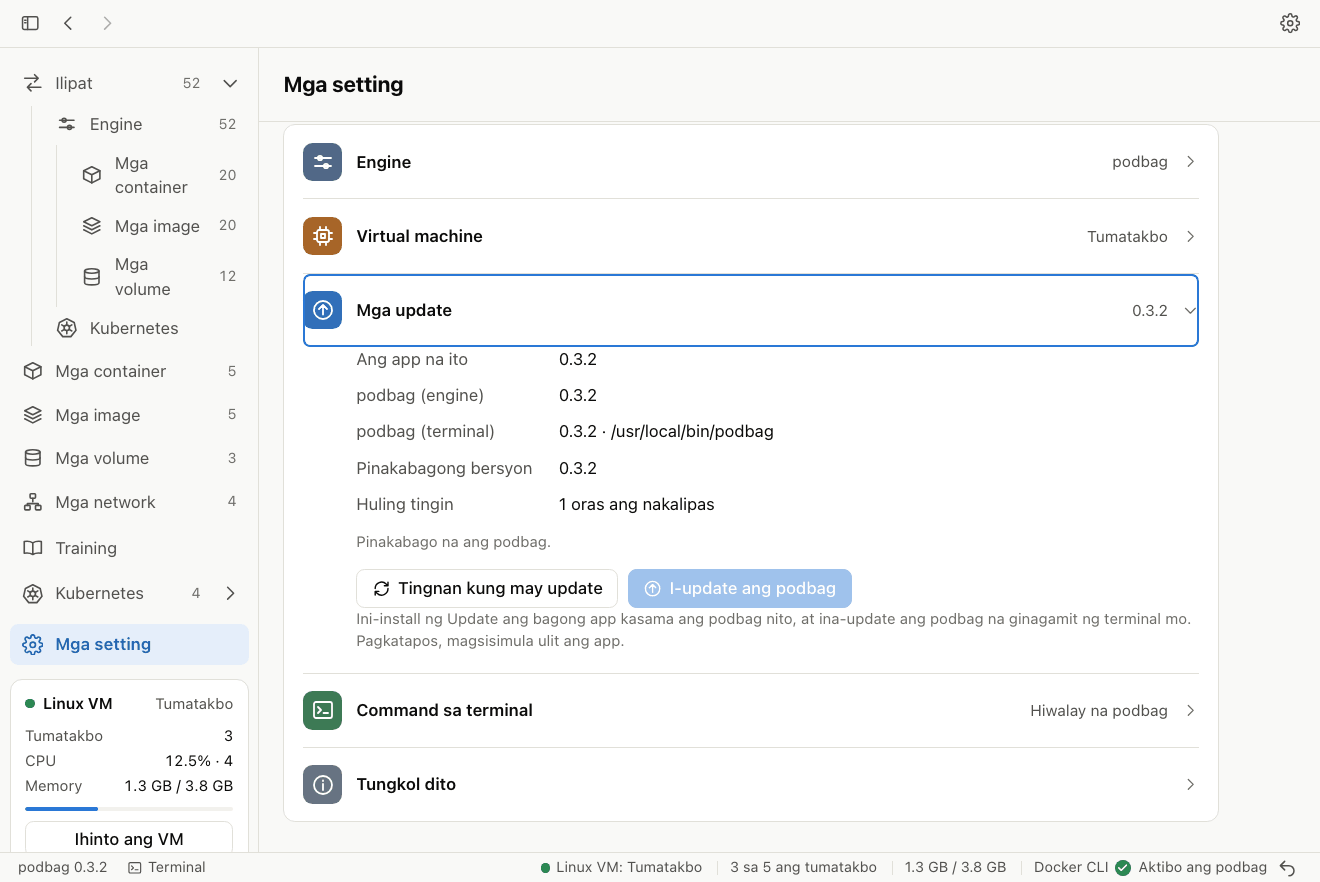 Ilipat 52
Engine 52
Mga container 20
Mga image 20
Mga volume 12
Kubernetes
Mga container 5
Mga image 5
Mga volume 3
Mga network 4
Training
Kubernetes 4
Mga setting
Linux VM Tumatakbo
Tumatakbo 3
CPU 12.5% · 4
Memory 1.3 GB / 3.8 GB
Ihinto ang VM
Mga setting
Engine podbag
Virtual machine Tumatakbo
Mga update 0.3.2
Ang app na ito 0.3.2
podbag (engine) 0.3.2
podbag (terminal) 0.3.2 · /usr/local/bin/podbag
Pinakabagong bersyon 0.3.2
Huling tingin 1 oras ang nakalipas
Pinakabago na ang podbag.
Tingnan kung may update I-update ang podbag
Ini-install ng Update ang bagong app kasama ang podbag nito, at ina-update ang podbag na ginagamit ng terminal mo.
Pagkatapos, magsisimula ulit ang app.
Command sa terminal Hiwalay na podbag
Tungkol dito
podbag 0.3.2 Terminal Linux VM: Tumatakbo 3 sa 5 ang tumatakbo 1.3 GB / 3.8 GB Docker CLI Aktibo ang podbag